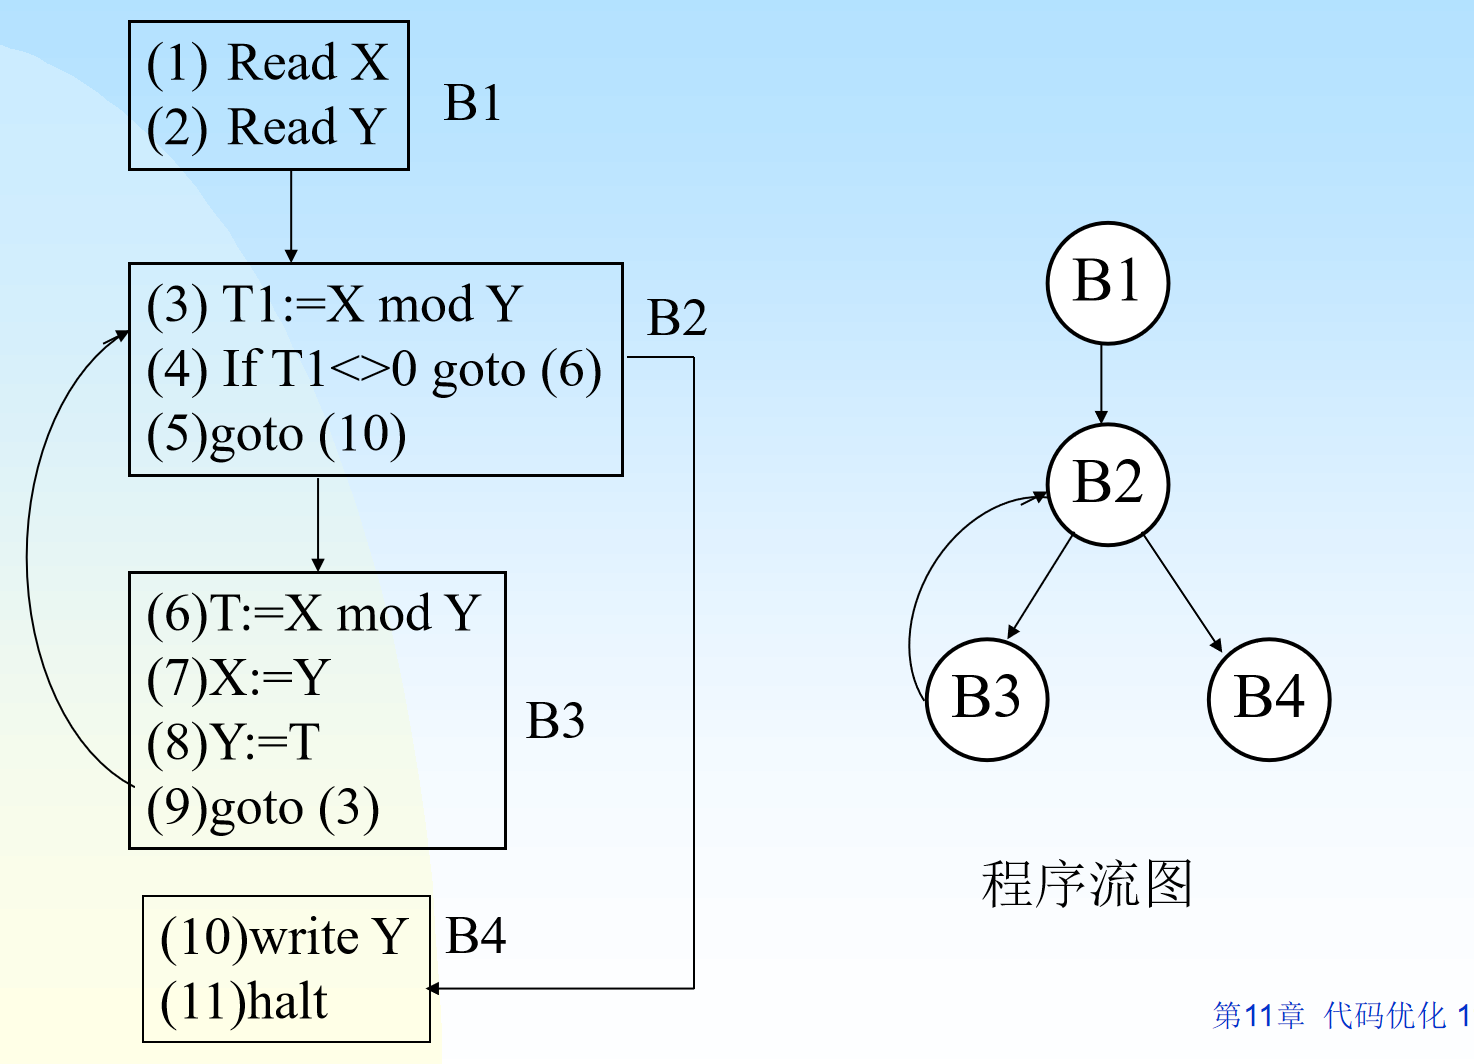 (1) Read X
(2) Read Y
B1
(3) T1:=X mod Y
(4) If T1<>0 goto (6)
(5)goto (10)
B2
(6)T:=X mod Y
(7)X:=Y
(8)Y:=T
(9)goto (3)
B3
(10)write Y
(11)halt
B4
B1
B2
B3
B4
程序流图
第11章 代码优化 1